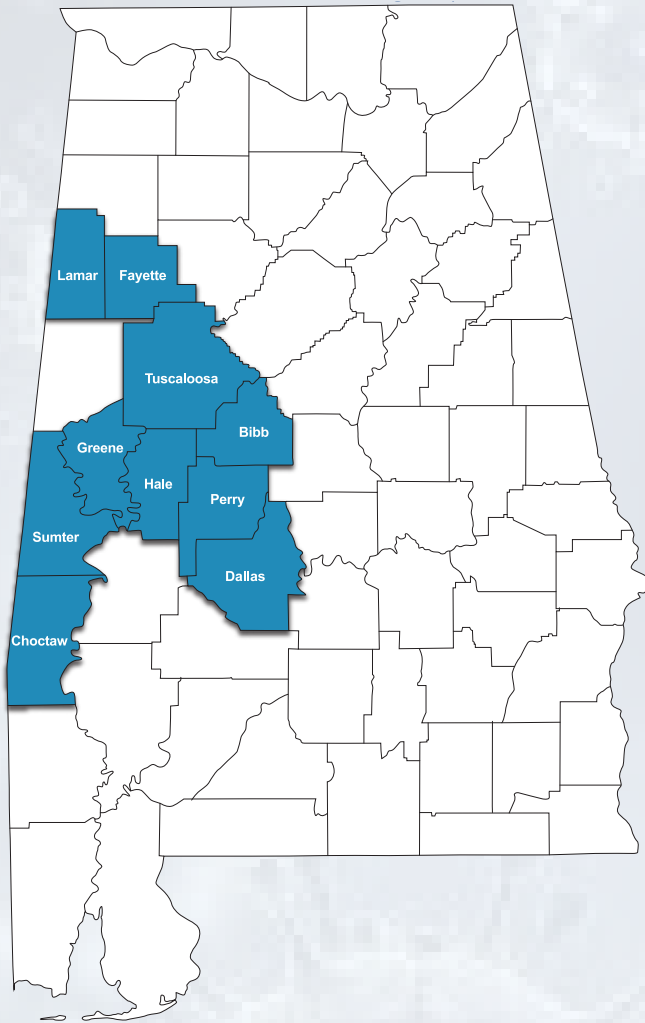 Lamar
Fayette
Tuscaloosa
Bibb
Greene
Hale
Perry
Sumter
Dallas
Choctaw